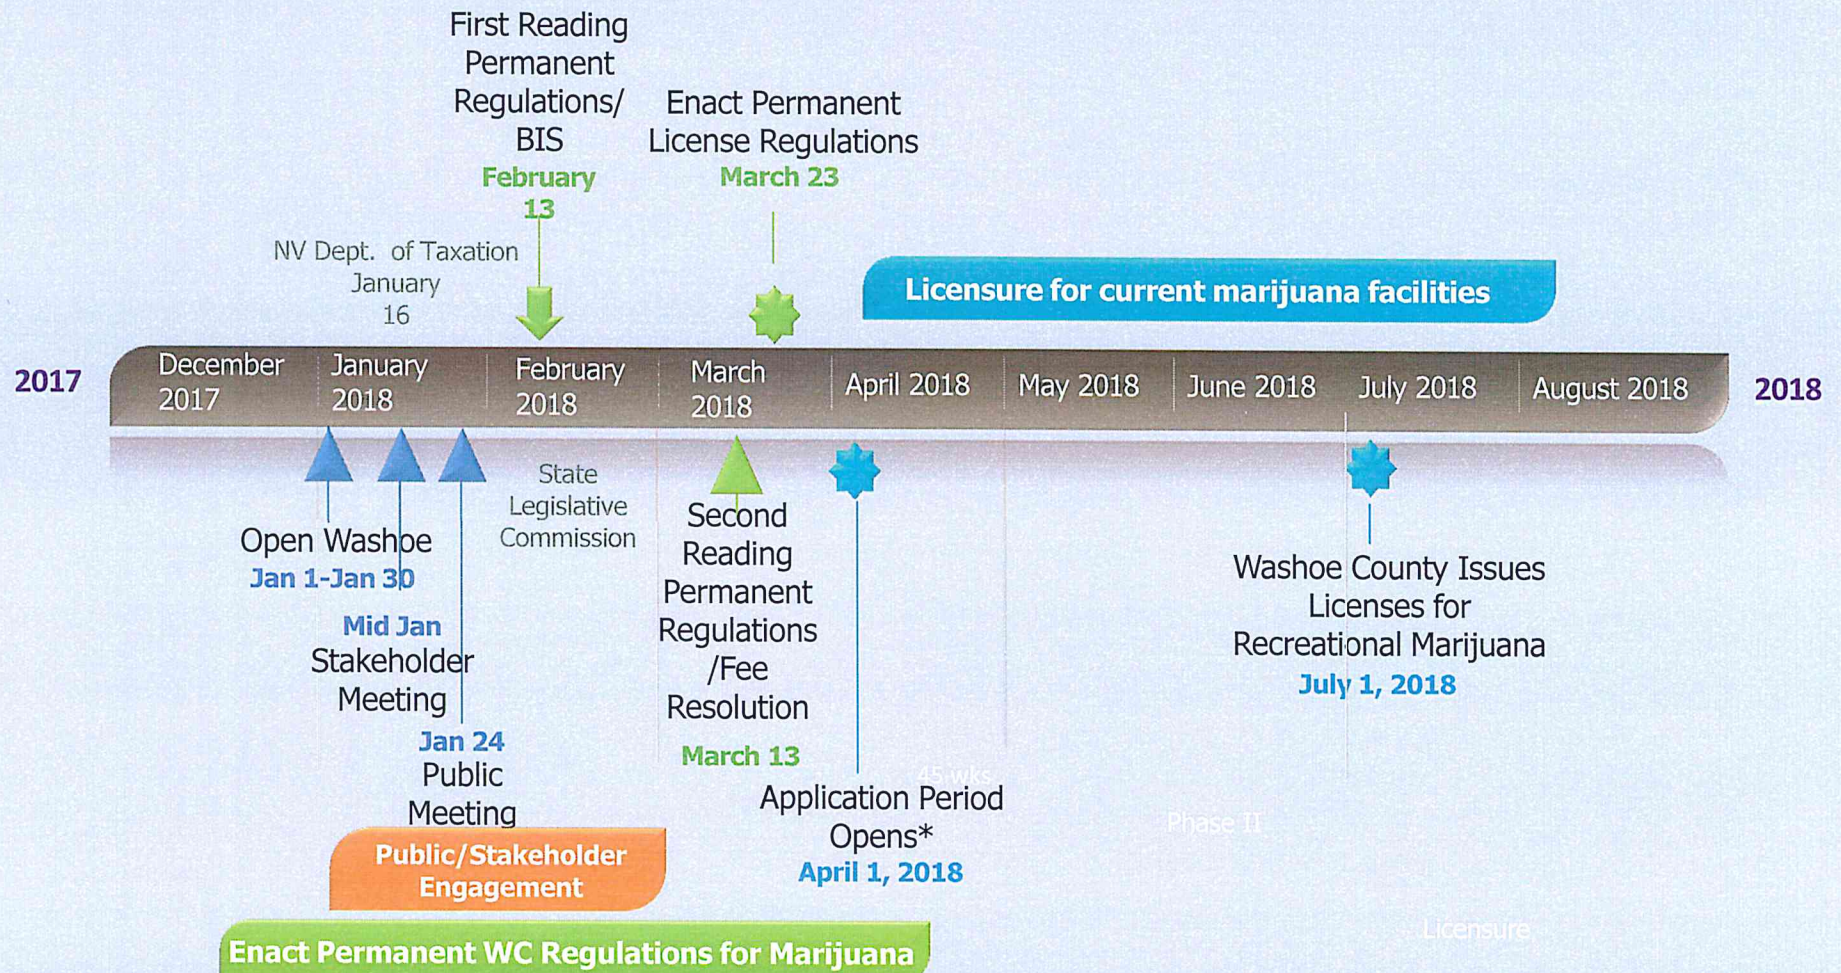 First Reading
Permanent
Regulations/
BIS
February
13
Enact Permanent
License Regulations
March 23
NV Dept. of Taxation
January
16
Licensure for current marijuana facilities
2017
December
2017
January
2018
February
2018
March
2018
April 2018
May 2018
June 2018
July 2018
August 2018
2018
Open Washoe
Jan 1-Jan 30
Mid Jan
Stakeholder
Meeting
Jan 24
Public
Meeting
State
Legislative
Commission
Second
Reading
Permanent
Regulations
/Fee
Resolution
March 13
45 wks
Application Period
Opens*
April 1, 2018
Washoe County Issues
Licenses for
Recreational Marijuana
July 1, 2018
Phase II
Public/Stakeholder
Engagement
Licensure
Enact Permanent WC Regulations for Marijuana